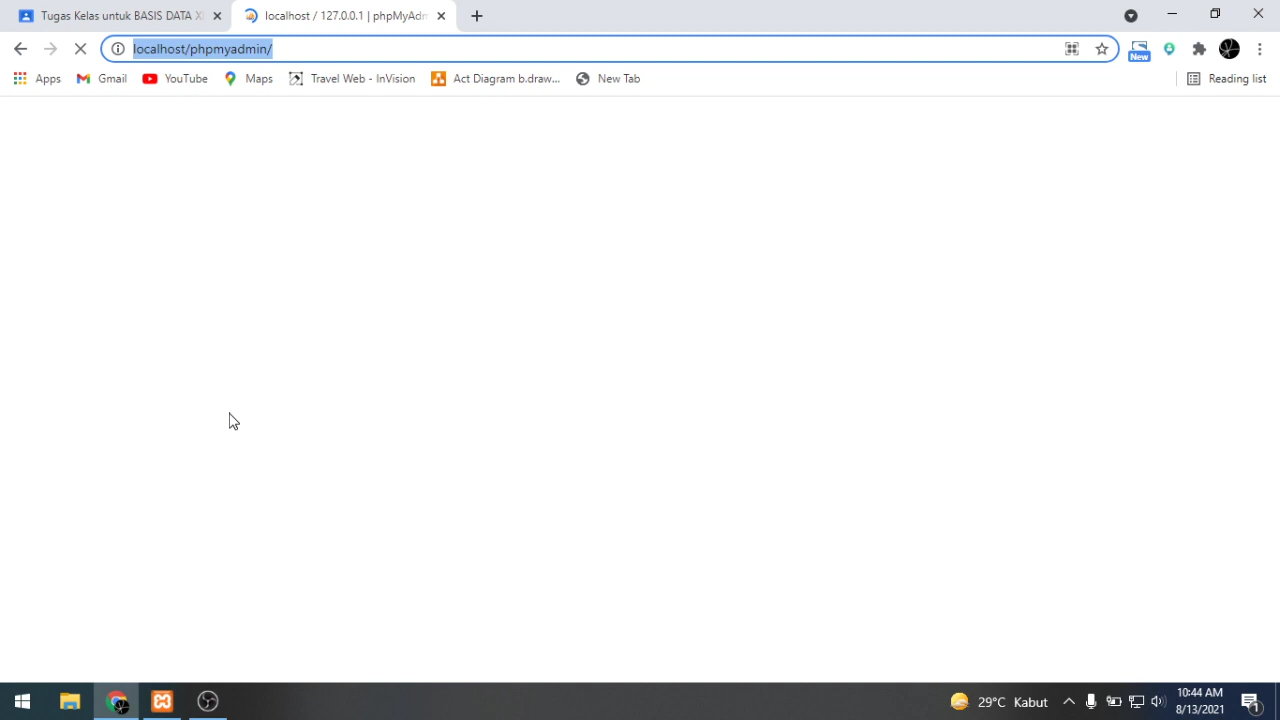 Tugas Kelas untuk BASIS DATA X
localhost / 127.0.0.1 | phpMyAdm
localhost/phpmyadmin/
New
Apps
Gmail
YouTube
Maps
Travel Web - InVision
Act Diagram b.draw...
New Tab
Reading list
29°C Kabut
10:44 AM
8/13/2021
1